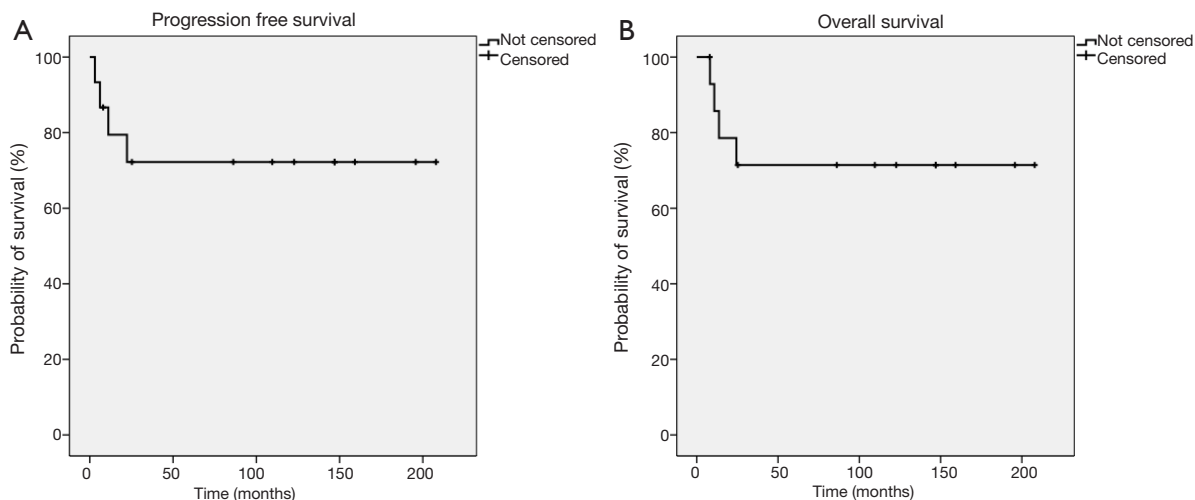 A
Progression free survival
Not censored
Censored
Probability of survival (%)
100
80
60
40
20
0
0 50 100 150 200
Time (months)
B
Overall survival
Not censored
Censored
Probability of survival (%)
100
80
60
40
20
0
0 50 100 150 200
Time (months)